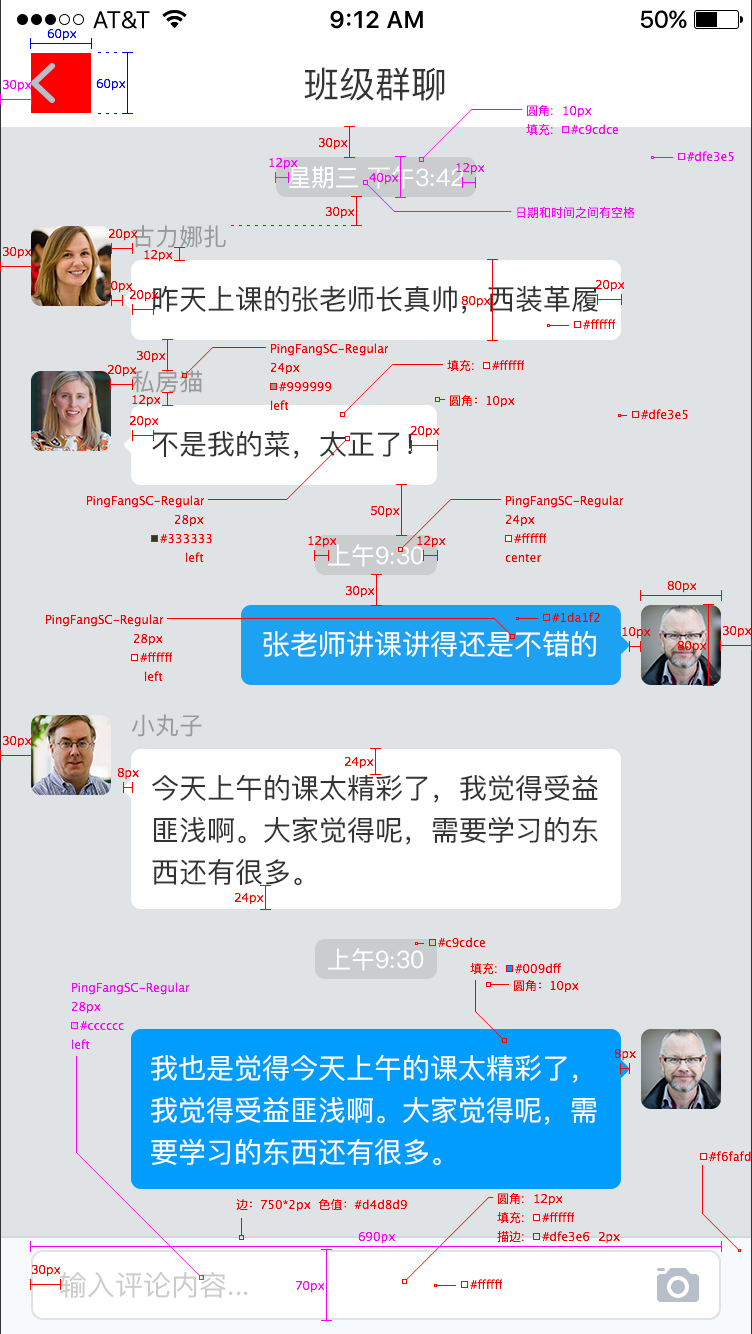 AT&T 9:12 AM 50%
60px
30px
60px
班级群聊
圆角：10px
填充：#c9cdce
30px
#dfe3e5
12px
星期三 下午3:42
40px
12px
30px
日期和时间之间有空格
20px
古力娜扎
30px
12px
10px
20px
昨天上课的张老师长真帅，西装革履
80px
20px
#ffffff
30px
PingFangSC-Regular
24px
#999999
left
填充：#ffffff
20px
私房猫
12px
圆角：10px
#dfe3e5
20px
不是我的菜，太正了！
20px
PingFangSC-Regular
28px
#333333
left
50px
PingFangSC-Regular
24px
#ffffff
center
12px
上午9:30
12px
30px
80px
PingFangSC-Regular
28px
#ffffff
left
#1da1f2
张老师讲课讲得还是不错的
10px
80px
30px
小丸子
30px
8px
24px
今天上午的课太精彩了，我觉得受益
匪浅啊。大家觉得呢，需要学习的东
西还有很多。
24px
上午9:30
#c9cdce
填充：#009dff
圆角：10px
PingFangSC-Regular
28px
#cccccc
left
我也是觉得今天上午的课太精彩了，
我觉得受益匪浅啊。大家觉得呢，需
要学习的东西还有很多。
8px
#f6fafd
边：750*2px 色值：#d4d8d9
圆角：12px
填充：#ffffff
描边：#dfe3e6 2px
690px
30px
输入评论内容...
70px
#ffffff